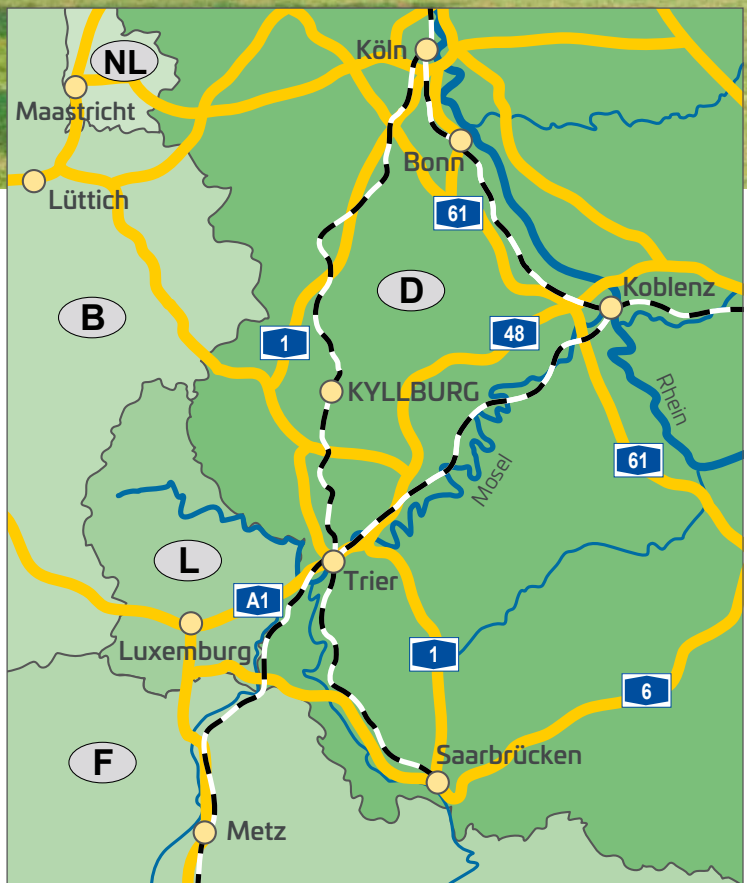 Köln
NL
Maastricht
Bonn
Lüttich
61
D
Koblenz
B
1
48
KYLLBURG
Rhein
61
Mosel
L
Trier
A1
Luxemburg
1
6
Saarbrücken
F
Metz